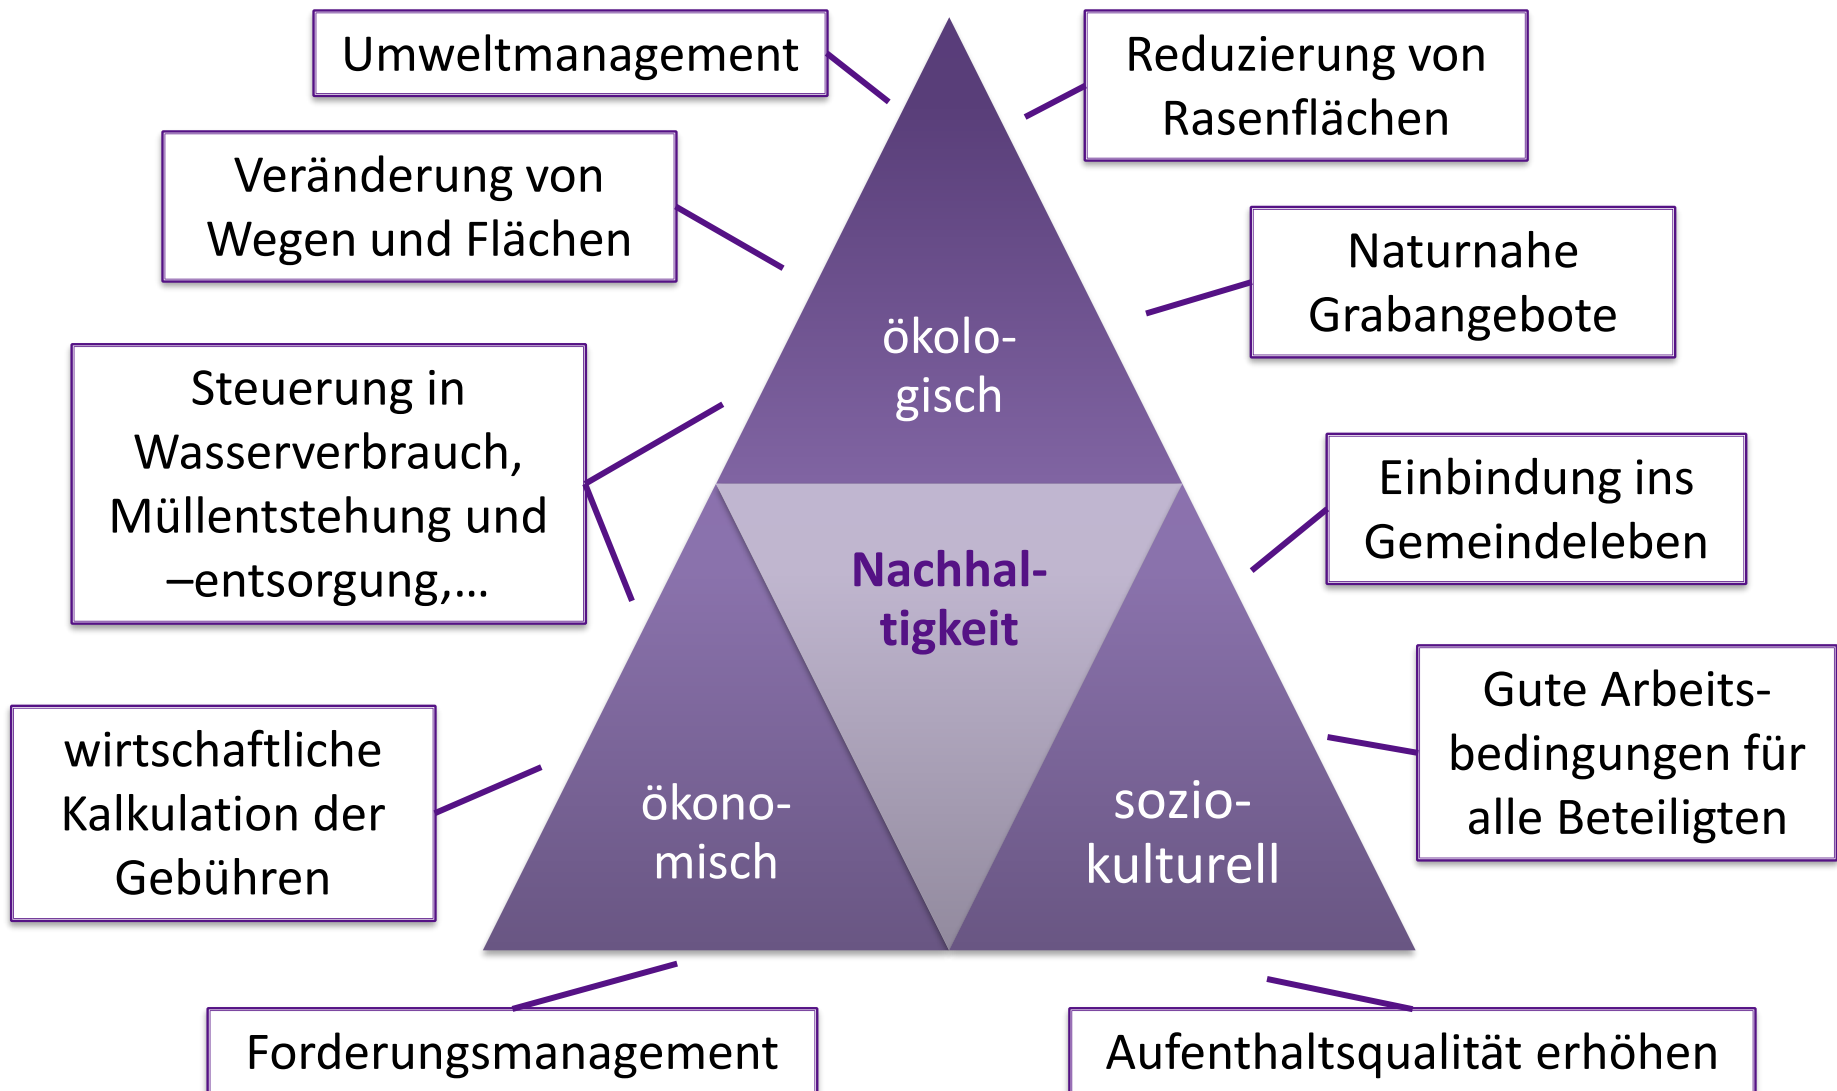 Umweltmanagement
Reduzierung von
Rasenflächen
Veränderung von
Wegen und Flächen
Naturnahe
Grabangebote
ökolo-
gisch
Steuerung in
Wasserverbrauch,
Müllentstehung und
–entsorgung,...
Einbindung ins
Gemeindeleben
Nachhal-
tigkeit
Gute Arbeits-
bedingungen für
alle Beteiligten
wirtschaftliche
Kalkulation der
Gebühren
ökono-
misch
sozio-
kulturell
Forderungsmanagement
Aufenthaltsqualität erhöhen